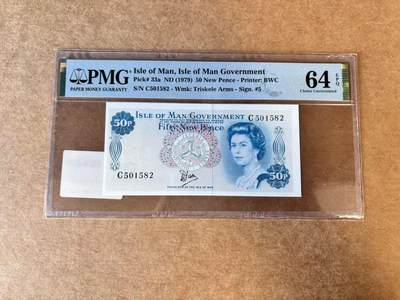 PMG
PAPER MONEY GUARANTY
Isle of Man, Isle of Man Government
Pick# 33a ND (1979) 50 New Pence - Printer: BWC
S/N C501582 - Wmk: Triskele Arms - Sign. #5
64 EPQ
Choice Uncirculated
ISLE OF MAN GOVERNMENT
C 501582
50P
Fifty New Pence
C501582
50P
50P